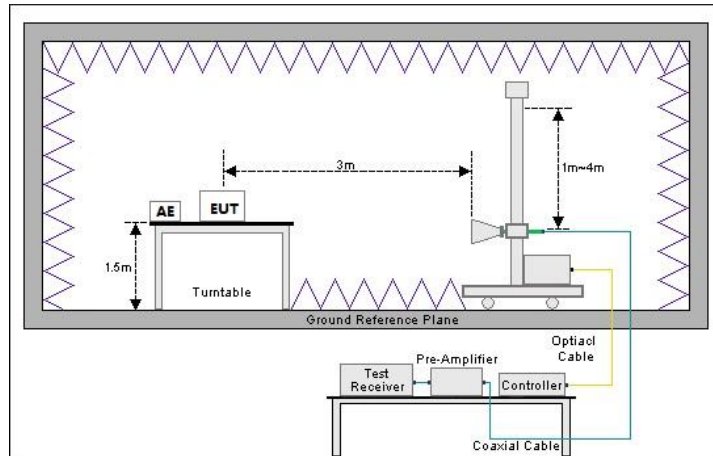 3m
1m~4m
AE
EUT
1.5m
Turntable
Ground Reference Plane
Optiacl
Cable
Pre-Amplifier
Test
Receiver
Controller
Coaxial Cable